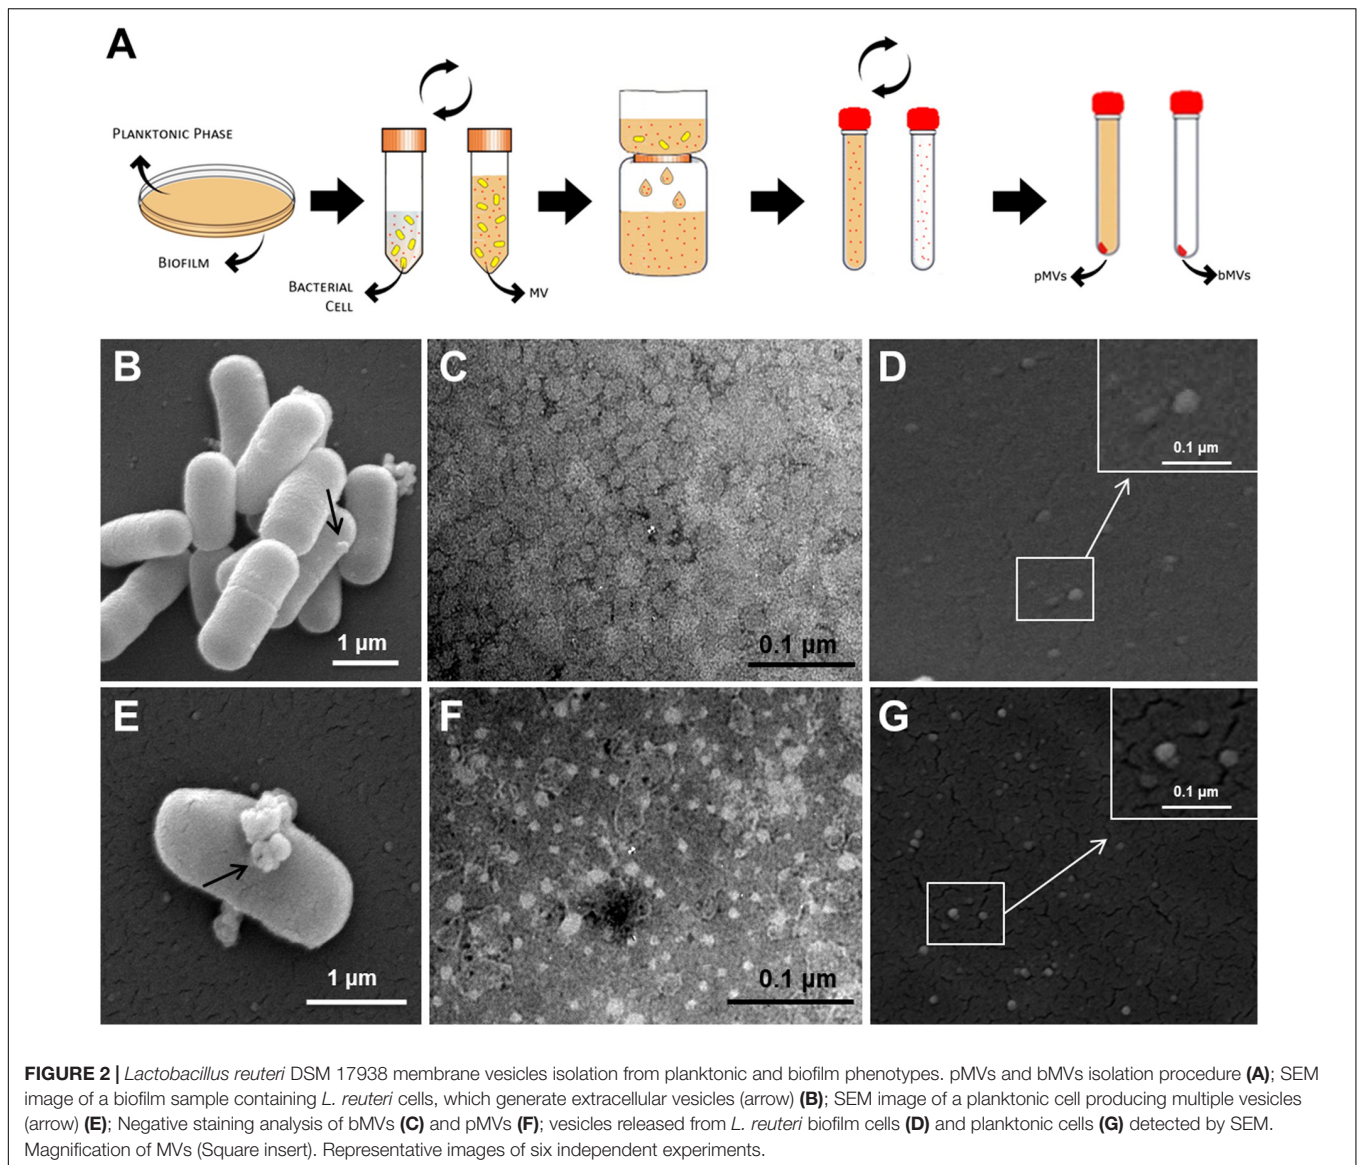 A
PLANKTONIC PHASE
BIOFILM
BACTERIAL
CELL
MV
pMVs
bMVs
B
1 µm
C
0.1 µm
D
0.1 µm
E
1 µm
F
0.1 µm
G
0.1 µm
FIGURE 2 | Lactobacillus reuteri DSM 17938 membrane vesicles isolation from planktonic and biofilm phenotypes. pMVs and bMVs isolation procedure (A); SEM
image of a biofilm sample containing L. reuteri cells, which generate extracellular vesicles (arrow) (B); SEM image of a planktonic cell producing multiple vesicles
(arrow) (E); Negative staining analysis of bMVs (C) and pMVs (F); vesicles released from L. reuteri biofilm cells (D) and planktonic cells (G) detected by SEM.
Magnification of MVs (Square insert). Representative images of six independent experiments.